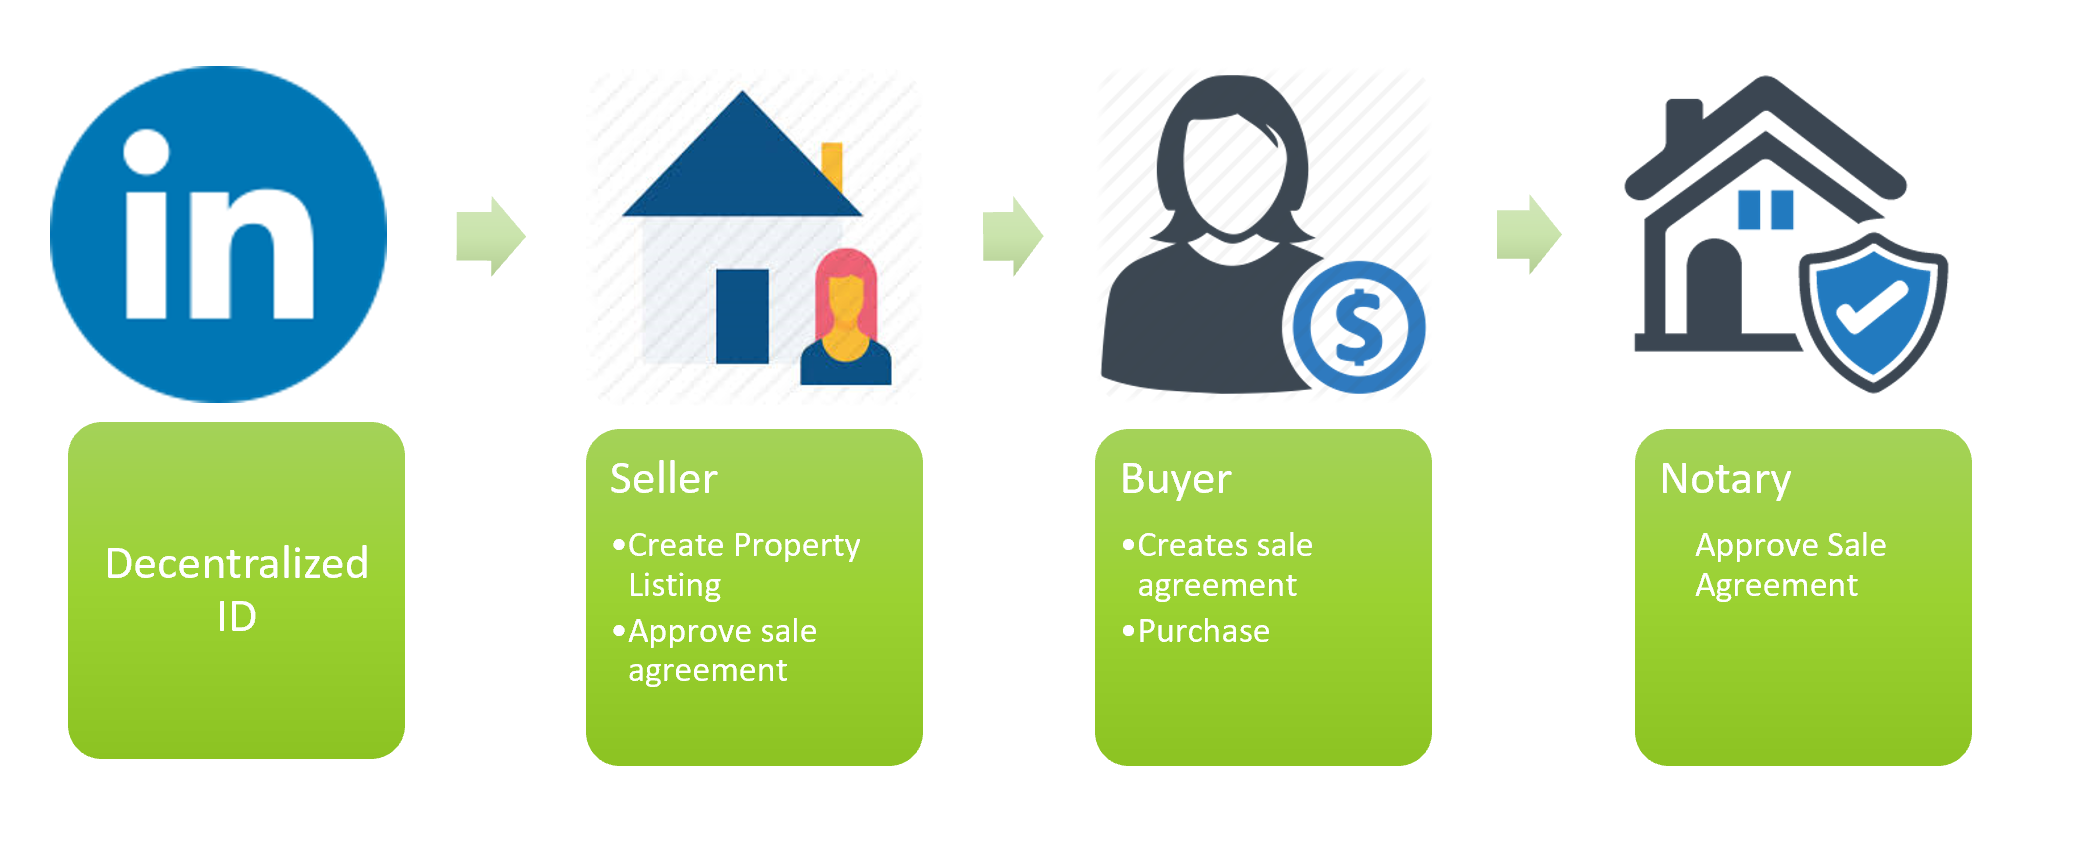 in
Decentralized
ID
Seller
•Create Property
Listing
•Approve sale
agreement
$
Buyer
•Creates sale
agreement
•Purchase
Notary
Approve Sale
Agreement